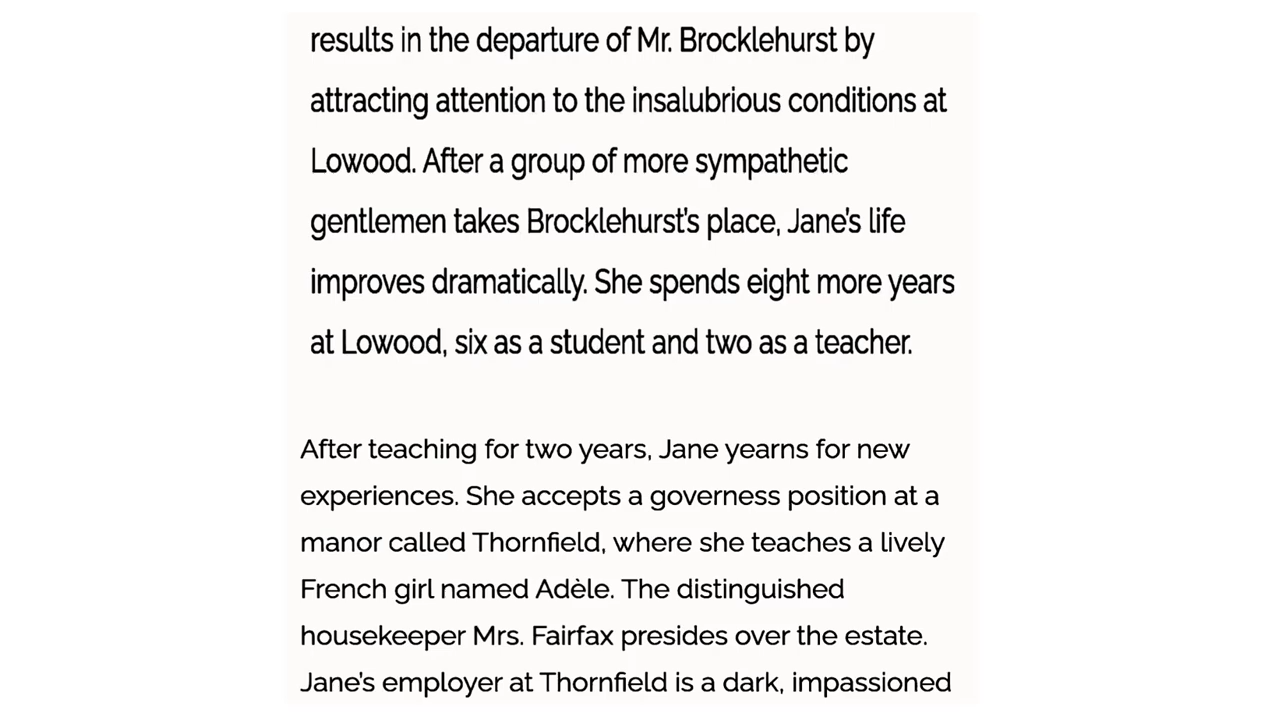 results in the departure of Mr. Brocklehurst by
attracting attention to the insalubrious conditions at
Lowood. After a group of more sympathetic
gentlemen takes Brocklehurst's place, Jane's life
improves dramatically. She spends eight more years
at Lowood, six as a student and two as a teacher.
After teaching for two years, Jane yearns for new
experiences. She accepts a governess position at a
manor called Thornfield, where she teaches a lively
French girl named Adèle. The distinguished
housekeeper Mrs. Fairfax presides over the estate.
Jane's employer at Thornfield is a dark, impassioned